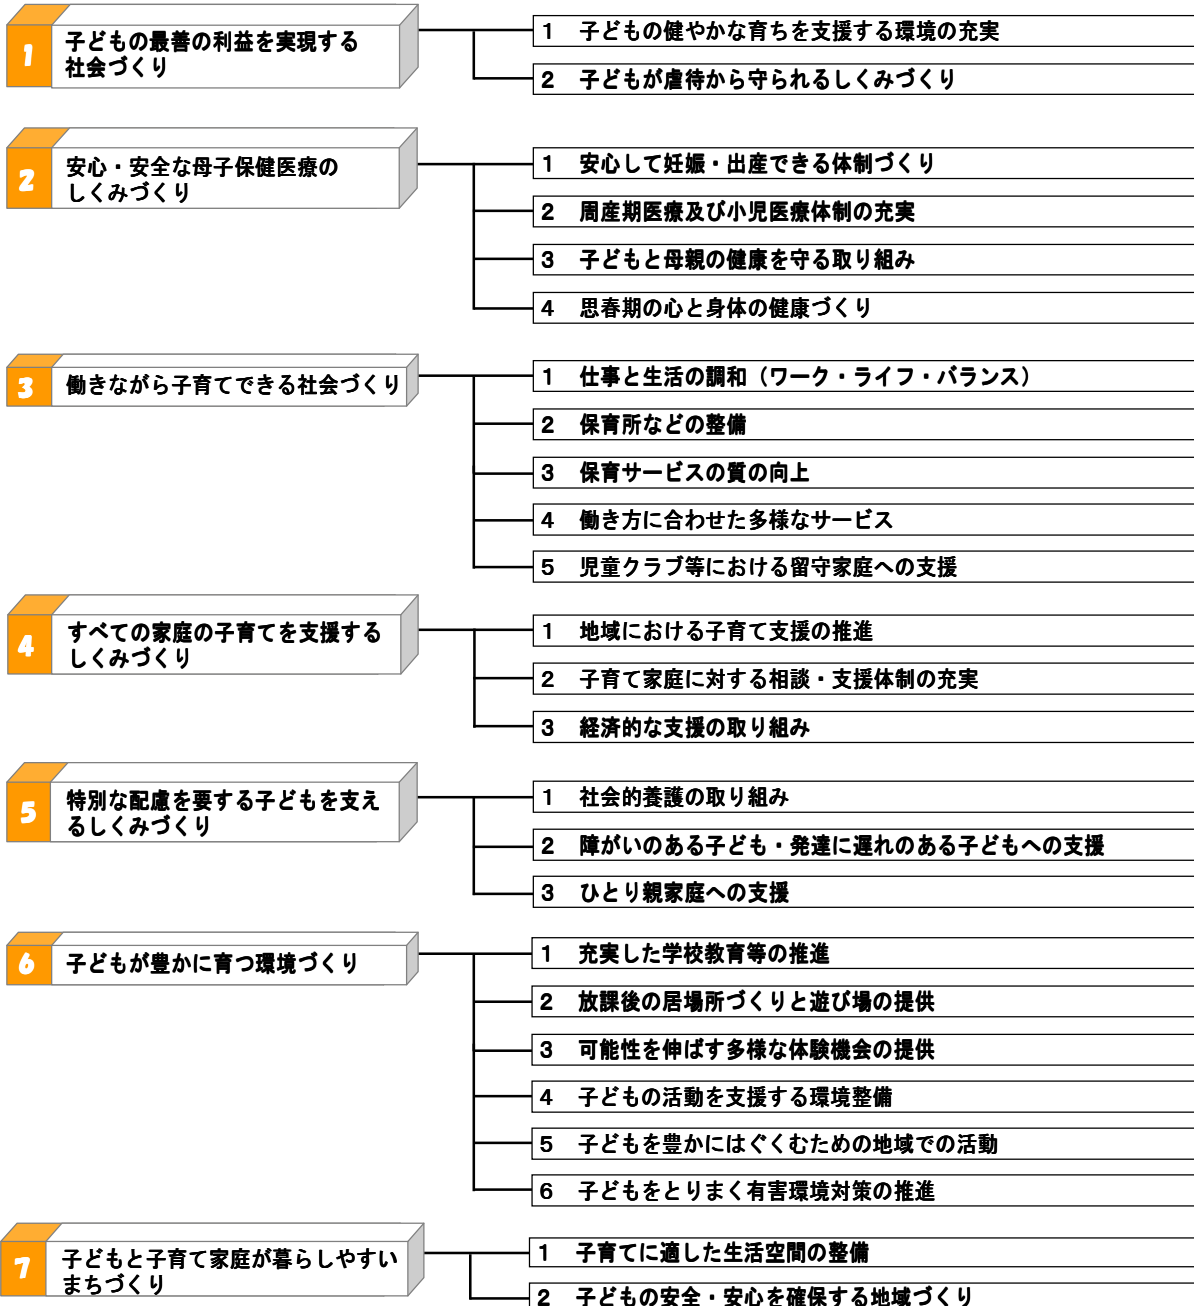 1
子どもの最善の利益を実現する
社会づくり
1 子どもの健やかな育ちを支援する環境の充実
2 子どもが虐待から守られるしくみづくり
2
安心・安全な母子保健医療の
しくみづくり
1 安心して妊娠・出産できる体制づくり
2 周産期医療及び小児医療体制の充実
3 子どもと母親の健康を守る取り組み
4 思春期の心と身体の健康づくり
3
働きながら子育てできる社会づくり
1 仕事と生活の調和（ワーク・ライフ・バランス）
2 保育所などの整備
3 保育サービスの質の向上
4 働き方に合わせた多様なサービス
5 児童クラブ等における留守家庭への支援
4
すべての家庭の子育てを支援する
しくみづくり
1 地域における子育て支援の推進
2 子育て家庭に対する相談・支援体制の充実
3 経済的な支援の取り組み
5
特別な配慮を要する子どもを支え
るしくみづくり
1 社会的養護の取り組み
2 障がいのある子ども・発達に遅れのある子どもへの支援
3 ひとり親家庭への支援
6
子どもが豊かに育つ環境づくり
1 充実した学校教育等の推進
2 放課後の居場所づくりと遊び場の提供
3 可能性を伸ばす多様な体験機会の提供
4 子どもの活動を支援する環境整備
5 子どもを豊かにはぐくむための地域での活動
6 子どもをとりまく有害環境対策の推進
7
子どもと子育て家庭が暮らしやすい
まちづくり
1 子育てに適した生活空間の整備
2 子どもの安全・安心を確保する地域づくり